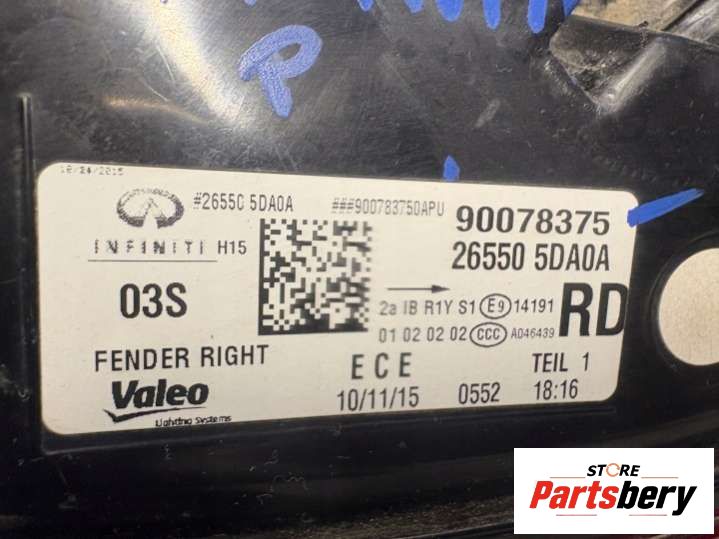 P
10/24/2015
#26550 5DA0A ###900783750APU 90078375
INFINITI H15 26550 5DA0A
03S
2a IB R1Y S1 E9 14191 RD
01 02 02 02 CCC A046439
FENDER RIGHT ECE TEIL 1
Valeo 10/11/15 0552 18:16
Lighting Systems
STORE
Partsbery